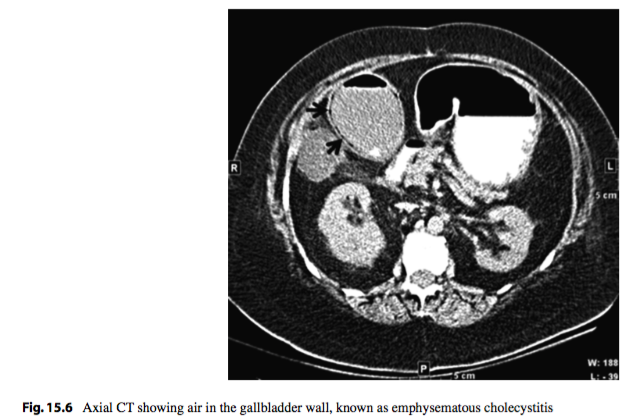 R
L
5 cm
P
5 cm
W: 188
L: - 39
Fig. 15.6 Axial CT showing air in the gallbladder wall, known as emphysematous cholecystitis